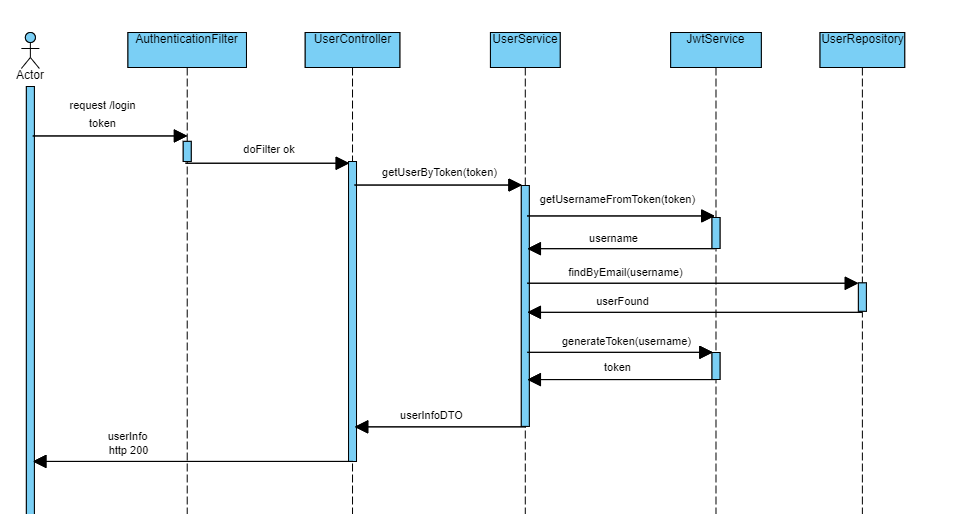 AuthenticationFilter
UserController
UserService
JwtService
UserRepository
Actor
request /login
token
doFilter ok
getUserByToken(token)
getUsernameFromToken(token)
username
findByEmail(username)
userFound
generateToken(username)
token
userInfoDTO
userInfo
http 200